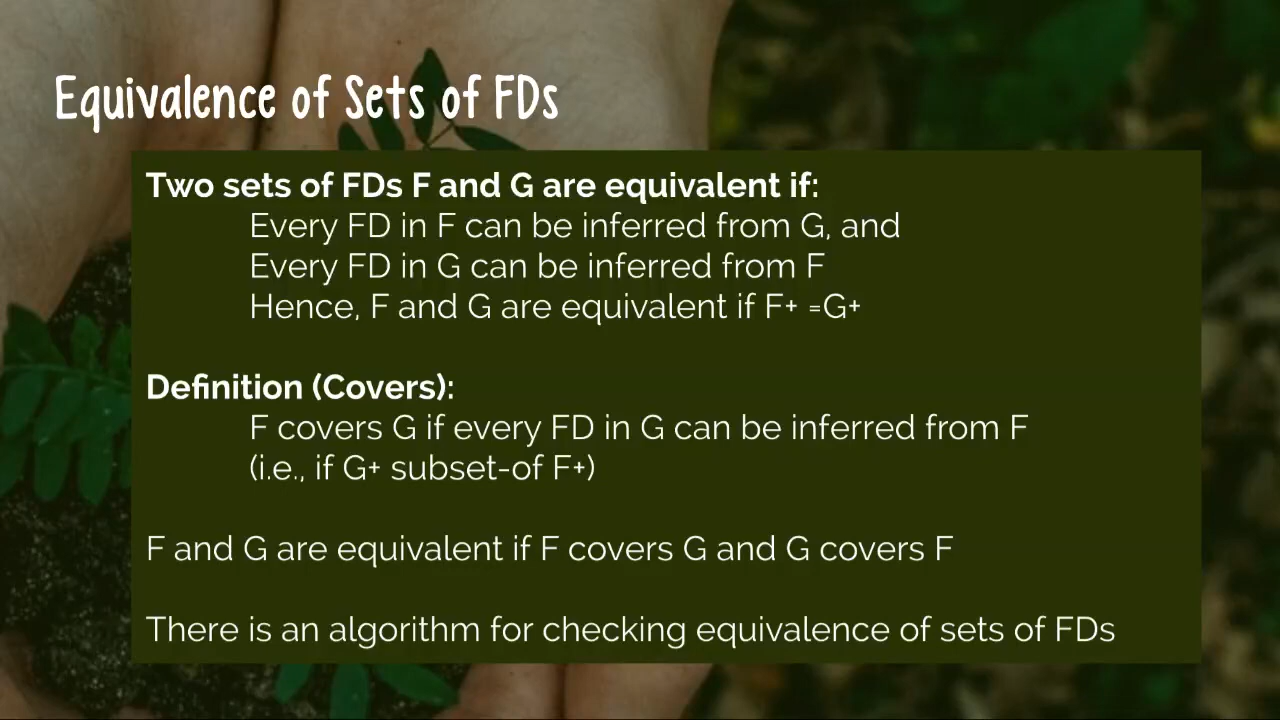 Equivalence of Sets of FDs
Two sets of FDs F and G are equivalent if:
Every FD in F can be inferred from G, and
Every FD in G can be inferred from F
Hence, F and G are equivalent if F+ =G+
Definition (Covers):
F covers G if every FD in G can be inferred from F
(i.e., if G+ subset-of F+)
F and G are equivalent if F covers G and G covers F
There is an algorithm for checking equivalence of sets of FDs